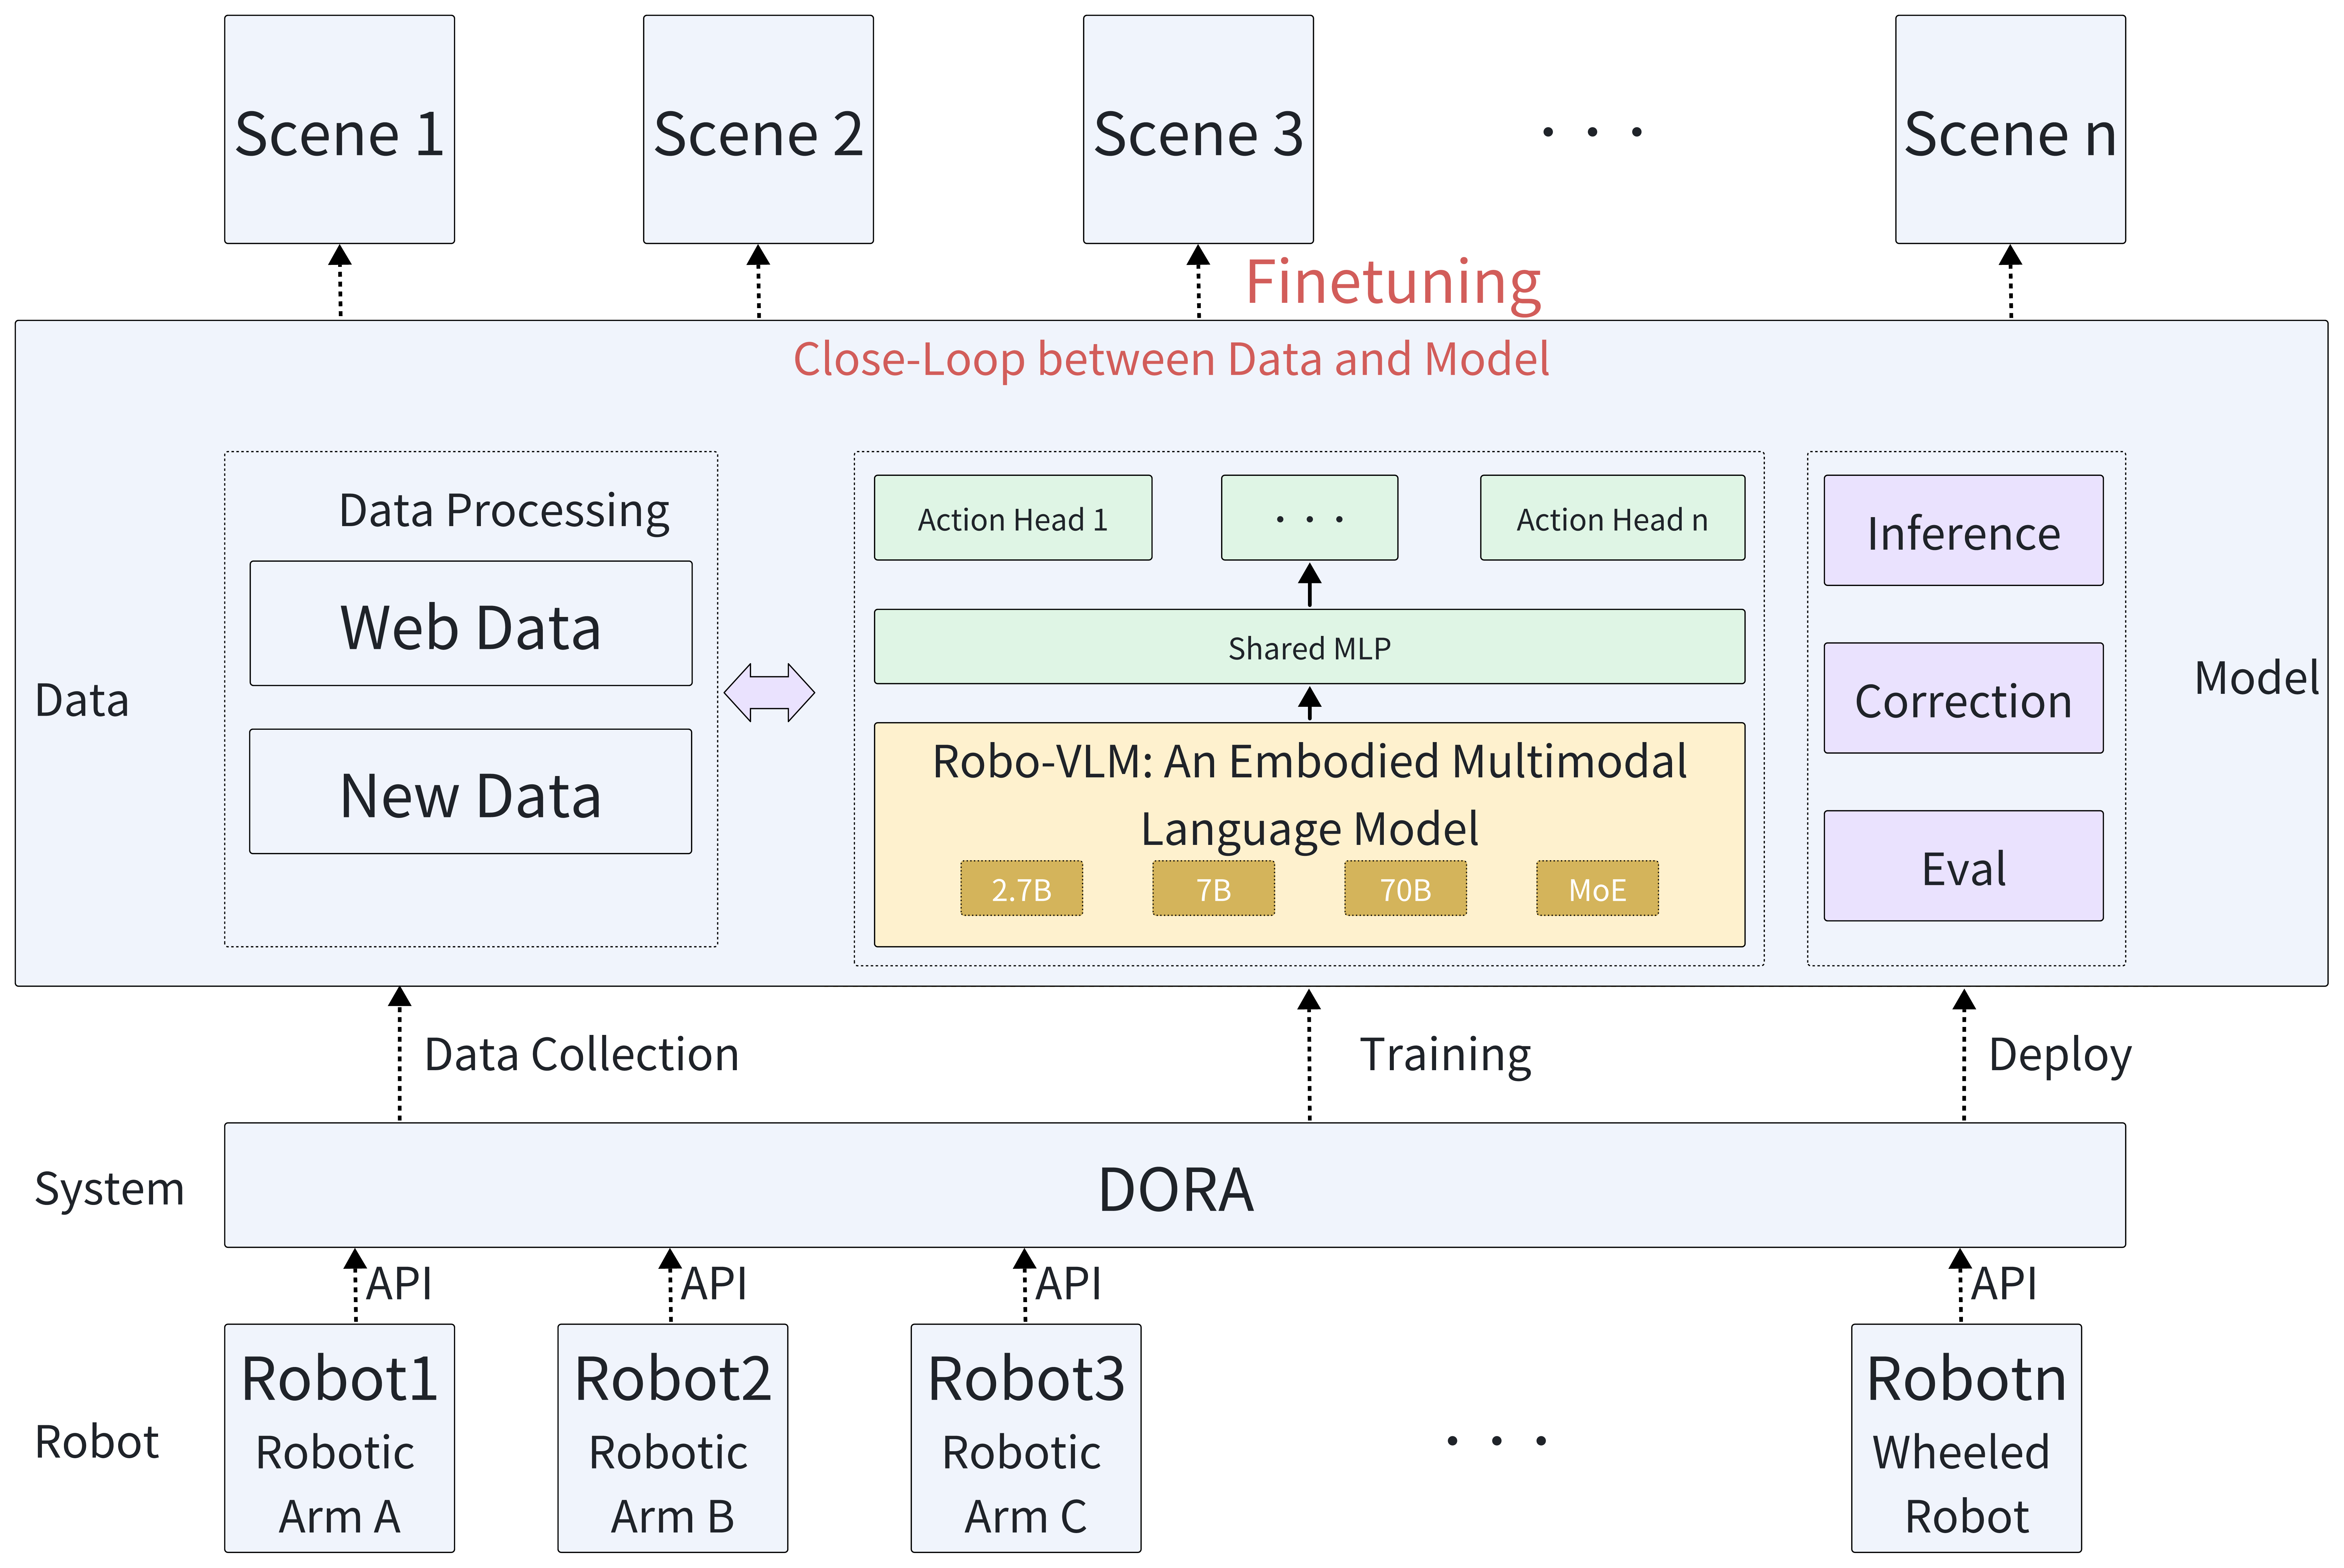 Scene 1
Scene 2
Scene 3
· · ·
Scene n
Finetuning
Close-Loop between Data and Model
Data
Data Processing
Web Data
New Data
Action Head 1
· · ·
Action Head n
Shared MLP
Robo-VLM: An Embodied Multimodal
Language Model
2.7B
7B
70B
MoE
Inference
Correction
Eval
Model
Data Collection
Training
Deploy
System
DORA
API
API
API
API
Robot
Robot1
Robotic
Arm A
Robot2
Robotic
Arm B
Robot3
Robotic
Arm C
· · ·
Robotn
Wheeled
Robot